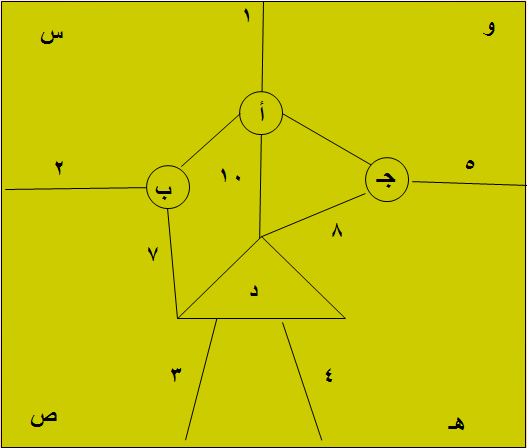 ١
و
س
أ
٢
ب
١٠
جـ
٥
٨
٧
د
٣
٤
ص
هـ